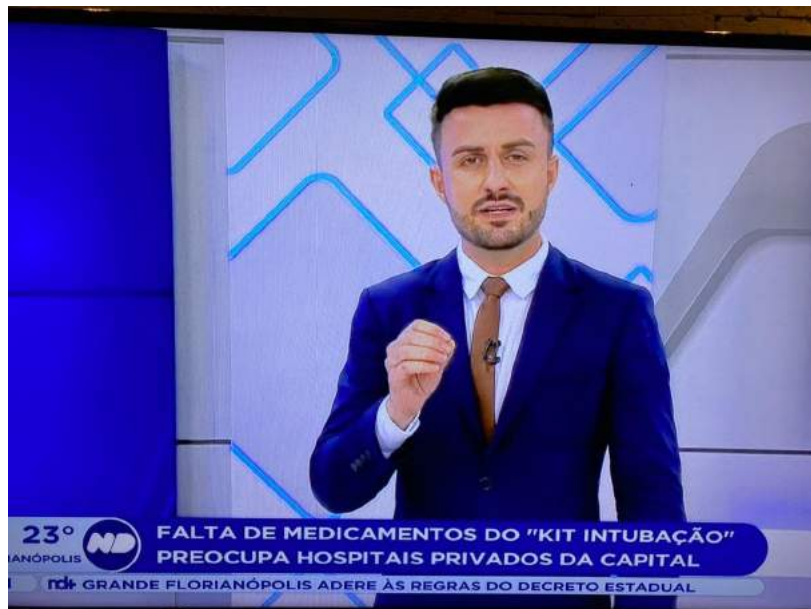 23°
IANÓPOLIS
ND
FALTA DE MEDICAMENTOS DO "KIT INTUBAÇÃO"
PREOCUPA HOSPITAIS PRIVADOS DA CAPITAL
nd+ GRANDE FLORIANÓPOLIS ADERE ÀS REGRAS DO DECRETO ESTADUAL